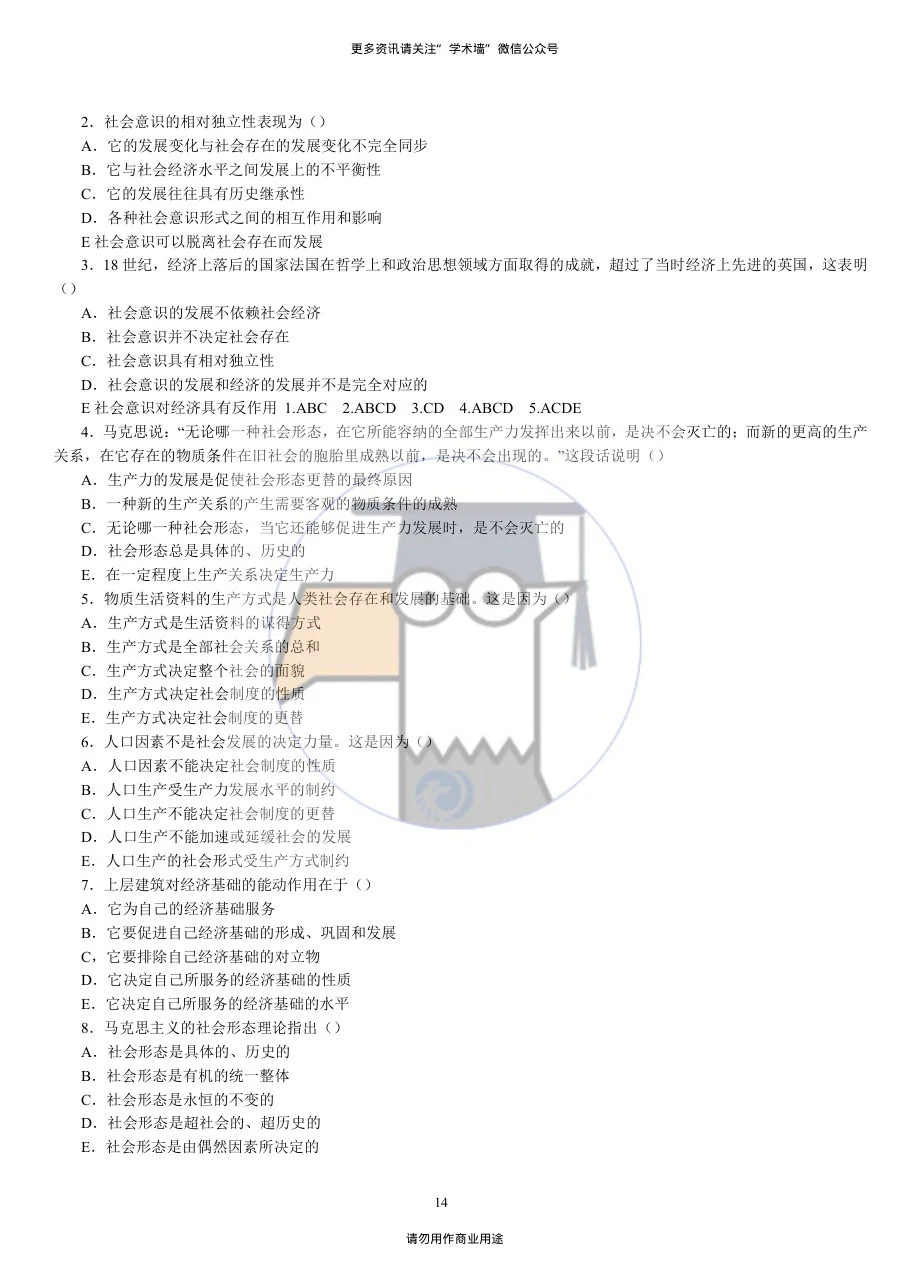 更多资讯请关注“学术墙”微信公众号
2．社会意识的相对独立性表现为（）
A．它的发展变化与社会存在的发展变化不完全同步
B．它与社会经济水平之间发展上的不平衡性
C．它的发展往往具有历史继承性
D．各种社会意识形式之间的相互作用和影响
E 社会意识可以脱离社会存在而发展
3．18 世纪，经济上落后的国家法国在哲学上和政治思想领域方面取得的成就，超过了当时经济上先进的英国，这表明
（）
A．社会意识的发展不依赖社会经济
B．社会意识并不决定社会存在
C．社会意识具有相对独立性
D．社会意识的发展和经济的发展并不是完全对应的
E 社会意识对经济具有反作用 1.ABC 2.ABCD 3.CD 4.ABCD 5.ACDE
4．马克思说：“无论哪一种社会形态，在它所能容纳的全部生产力发挥出来以前，是决不会灭亡的；而新的更高的生产
关系，在它存在的物质条件在旧社会的胞胎里成熟以前，是决不会出现的。”这段话说明（）
A．生产力的发展是促使社会形态更替的最终原因
B．一种新的生产关系的产生需要客观的物质条件的成熟
C．无论哪一种社会形态，当它还能够促进生产力发展时，是不会灭亡的
D．社会形态总是具体的、历史的
E．在一定程度上生产关系决定生产力
5．物质生活资料的生产方式是人类社会存在和发展的基础。这是因为（）
A．生产方式是生活资料的谋得方式
B．生产方式是全部社会关系的总和
C．生产方式决定整个社会的面貌
D．生产方式决定社会制度的性质
E．生产方式决定社会制度的更替
6．人口因素不是社会发展的决定力量。这是因为（）
A．人口因素不能决定社会制度的性质
B．人口生产受生产力发展水平的制约
C．人口生产不能决定社会制度的更替
D．人口生产不能加速或延缓社会的发展
E．人口生产的社会形式受生产方式制约
7．上层建筑对经济基础的能动作用在于（）
A．它为自己的经济基础服务
B．它要促进自己经济基础的形成、巩固和发展
C，它要排除自己经济基础的对立物
D．它决定自己所服务的经济基础的性质
E．它决定自己所服务的经济基础的水平
8．马克思主义的社会形态理论指出（）
A．社会形态是具体的、历史的
B．社会形态是有机的统一整体
C．社会形态是永恒的不变的
D．社会形态是超社会的、超历史的
E．社会形态是由偶然因素所决定的
14
请勿用作商业用途